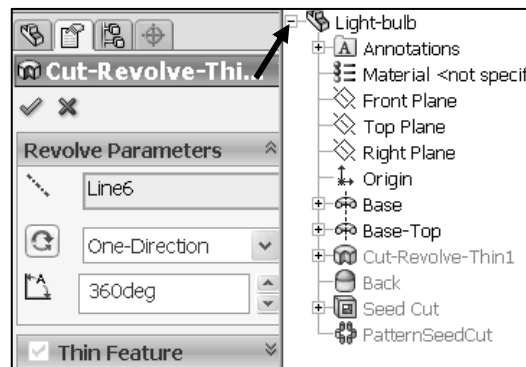 Cut-Revolve-Thi...
Revolve Parameters
Line6
One-Direction
A
360deg
Thin Feature
Light-bulb
A Annotations
Material <not specif
Front Plane
Top Plane
Right Plane
Origin
Base
Base-Top
Cut-Revolve-Thin1
Back
Seed Cut
PatternSeedCut